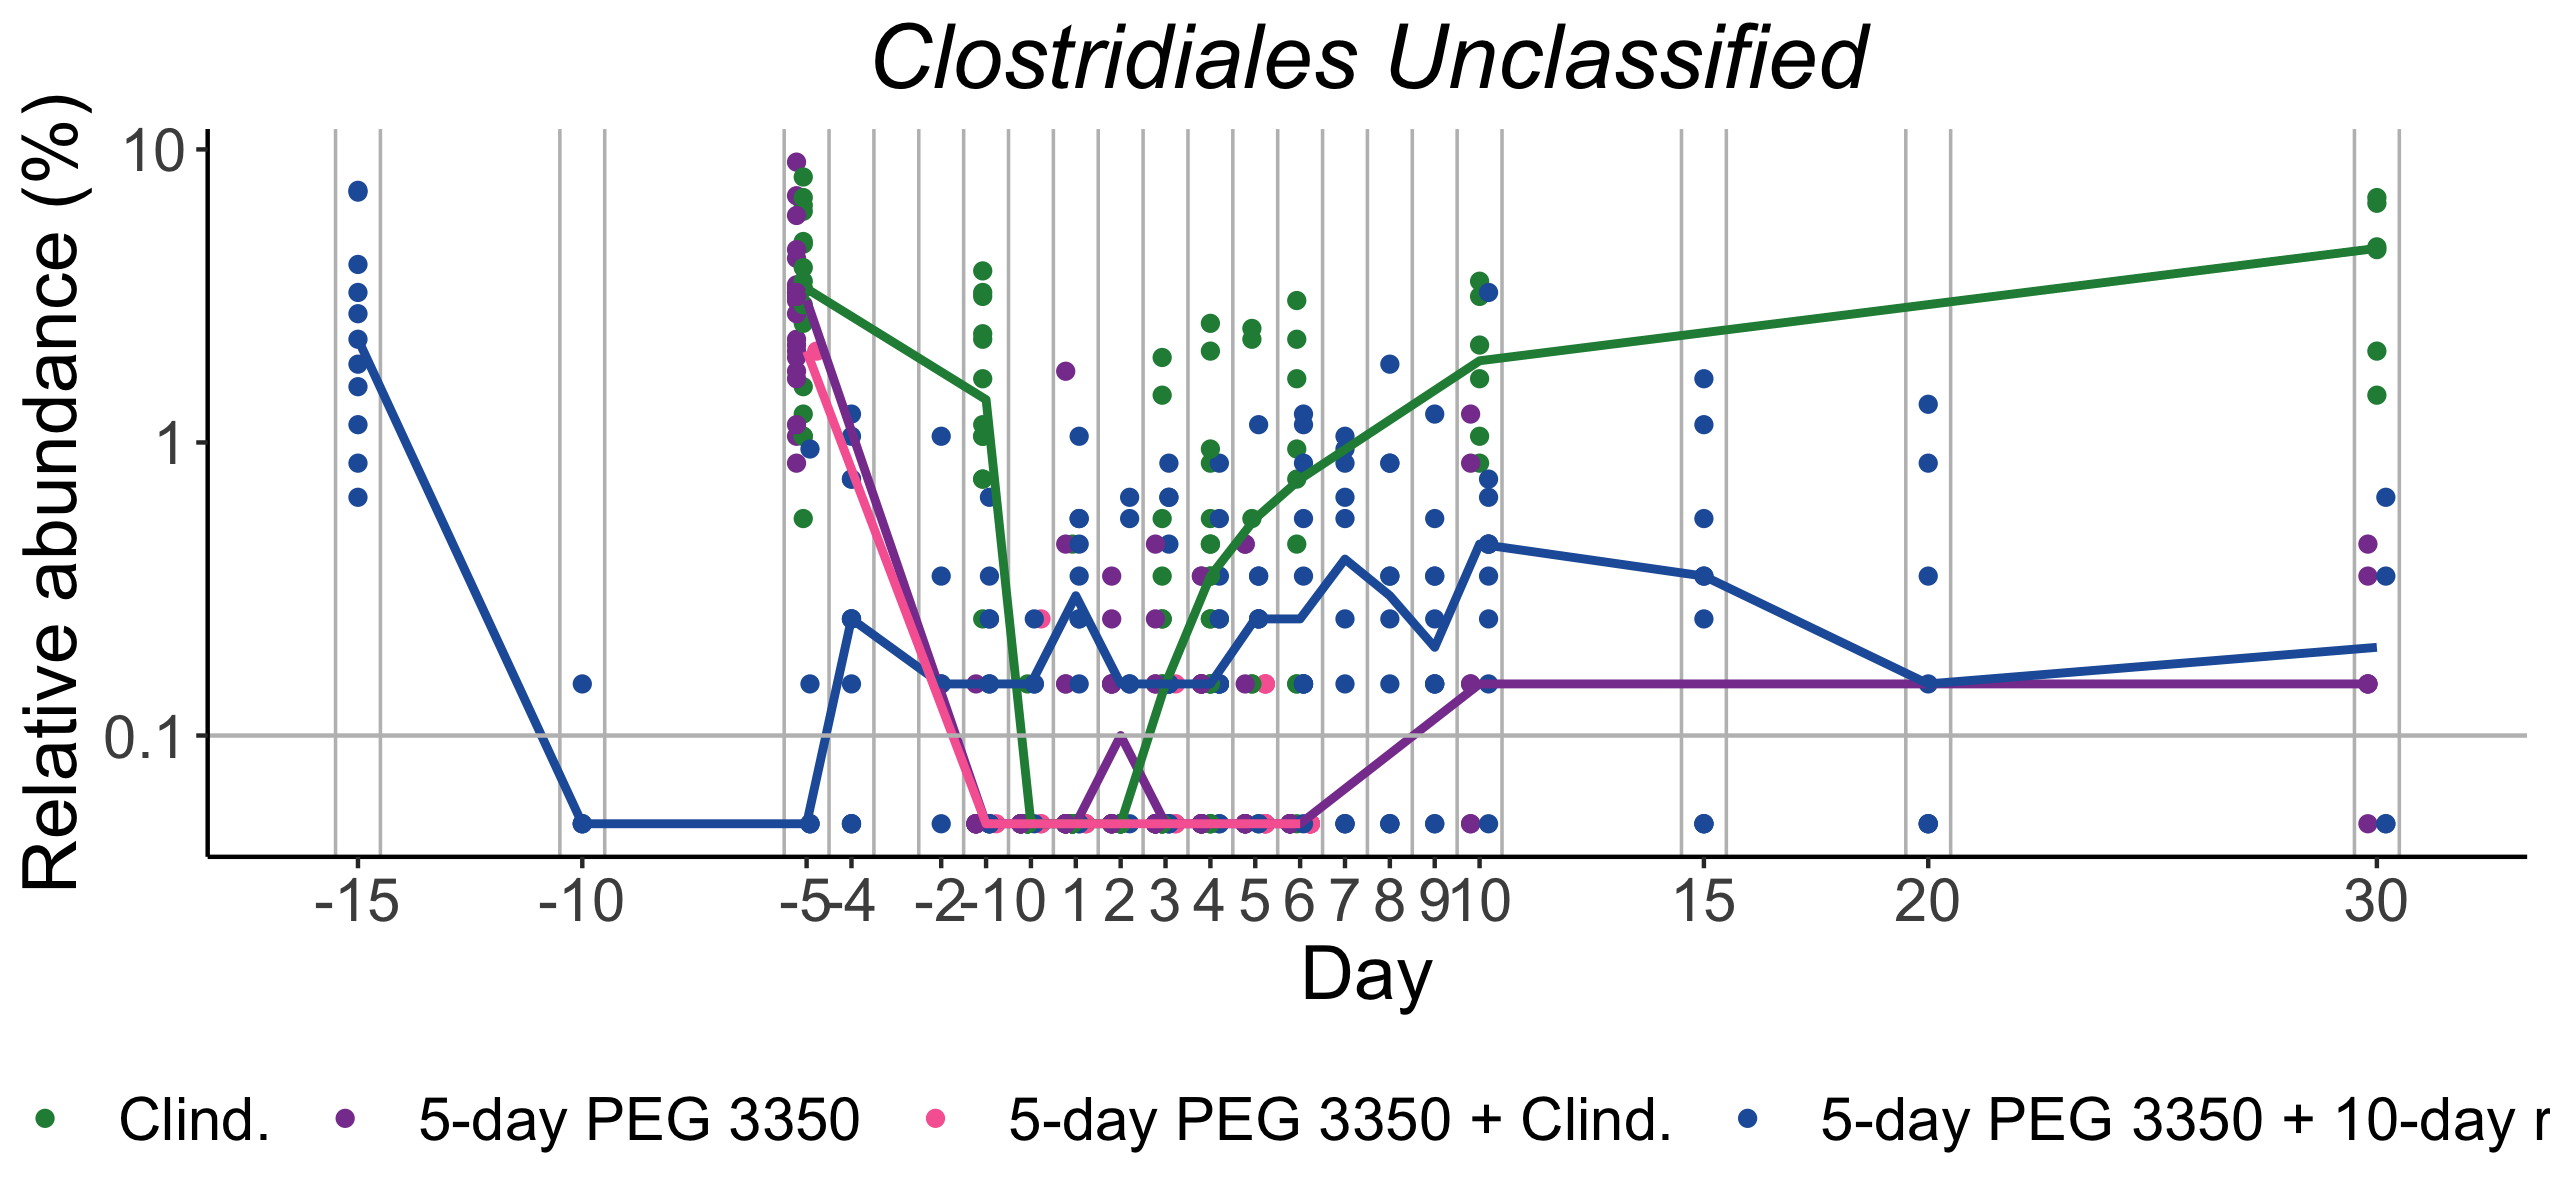 Clostridiales Unclassified
Relative abundance (%)
10
1
0.1
-15 -10 -5 -4 -2 -1 0 1 2 3 4 5 6 7 8 9 10 15 20 30
Day
Clind. 5-day PEG 3350 5-day PEG 3350 + Clind. 5-day PEG 3350 + 10-day r